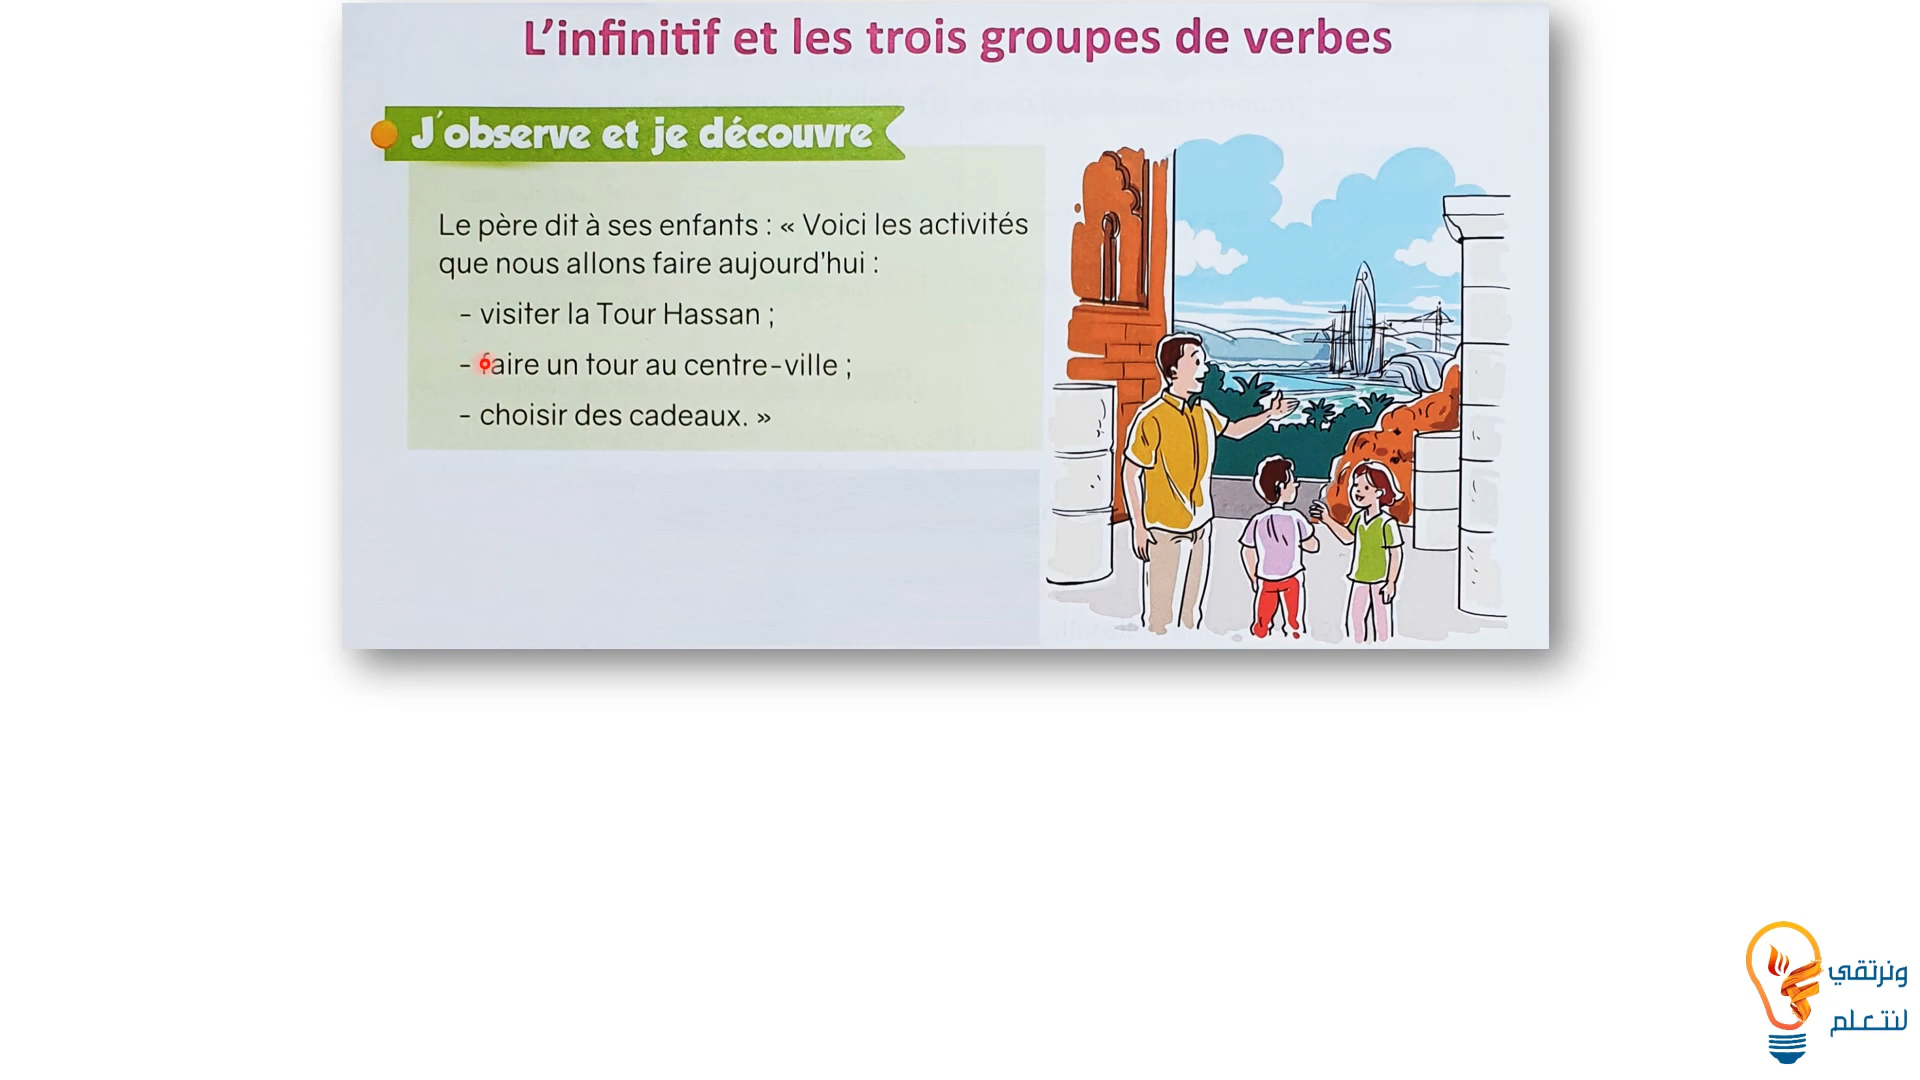 L'infinitif et les trois groupes de verbes
J'observe et je découvre
Le père dit à ses enfants : « Voici les activités
que nous allons faire aujourd'hui :
- visiter la Tour Hassan ;
- faire un tour au centre-ville ;
- choisir des cadeaux. »
ونرتقي
لنتعلم